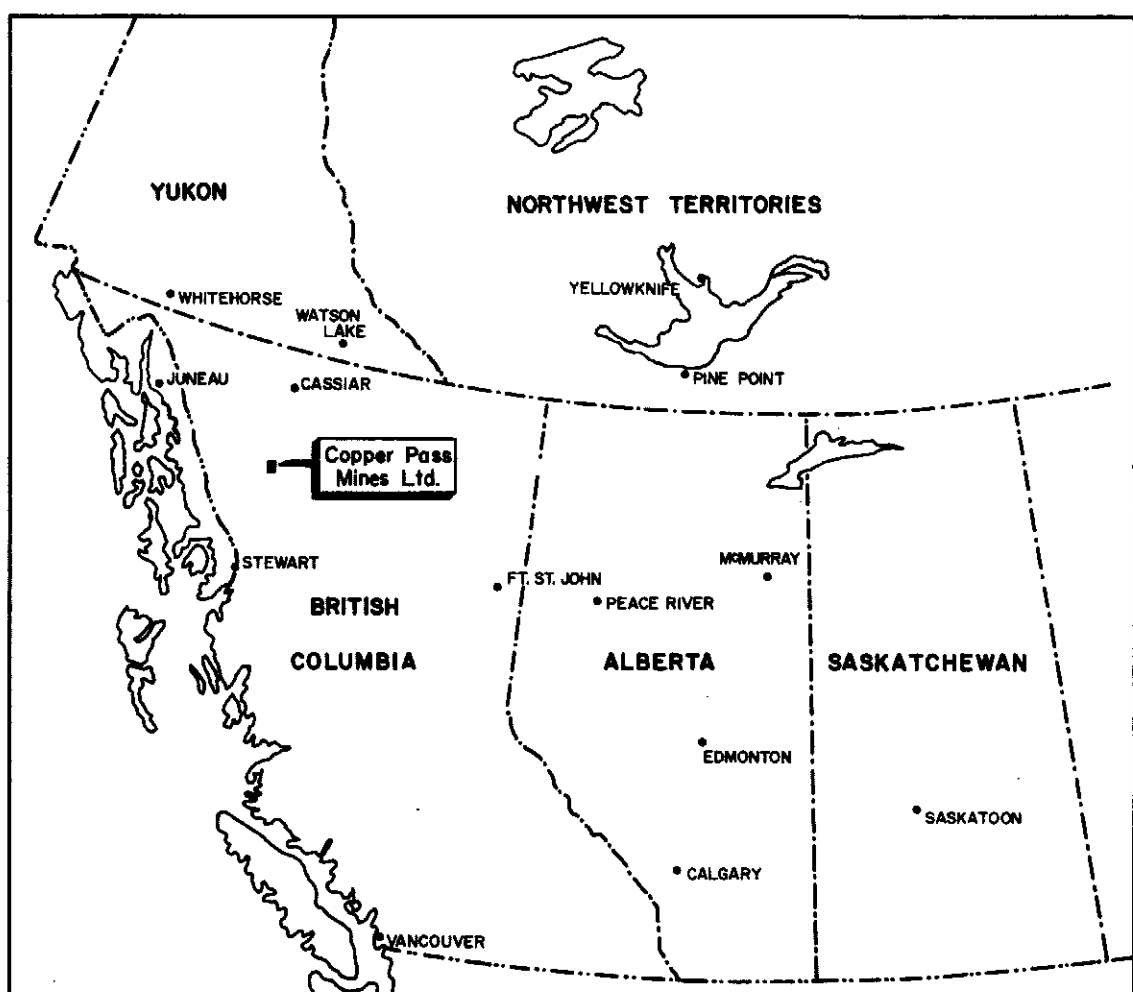 YUKON
NORTHWEST TERRITORIES
YELLOWKNIFE
WHITEHORSE
WATSON
LAKE
PINE POINT
JUNEAU
CASSIAR
Copper Pass
Mines Ltd.
STEWART
FT. ST. JOHN
McMURRAY
PEACE RIVER
BRITISH
COLUMBIA
ALBERTA
SASKATCHEWAN
EDMONTON
SASKATOON
CALGARY
VANCOUVER